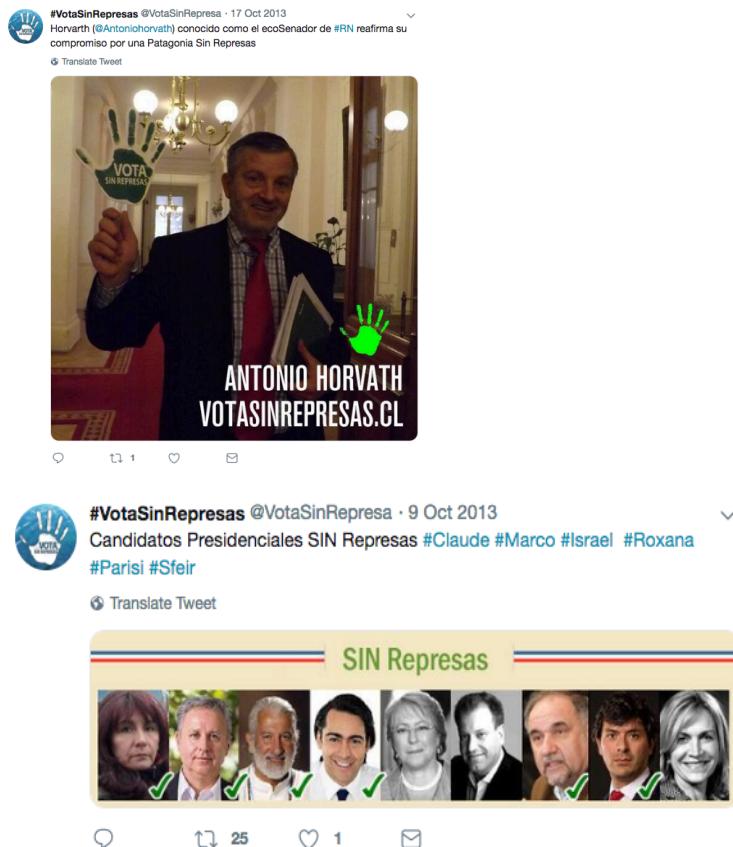 #VotaSinRepresas @VotaSinRepresa · 17 Oct 2013
Horvarth (@Antoniohorvath) conocido como el ecoSenador de #RN reafirma su
compromiso por una Patagonia Sin Represas
Translate Tweet
VOTA
SIN REPRESAS
ANTONIO HORVATH
VOTASINREPRESAS.CL
1
#VotaSinRepresas @VotaSinRepresa · 9 Oct 2013
Candidatos Presidenciales SIN Represas #Claude #Marco #Israel #Roxana
#Parisi #Sfeir
Translate Tweet
SIN Represas
25
1